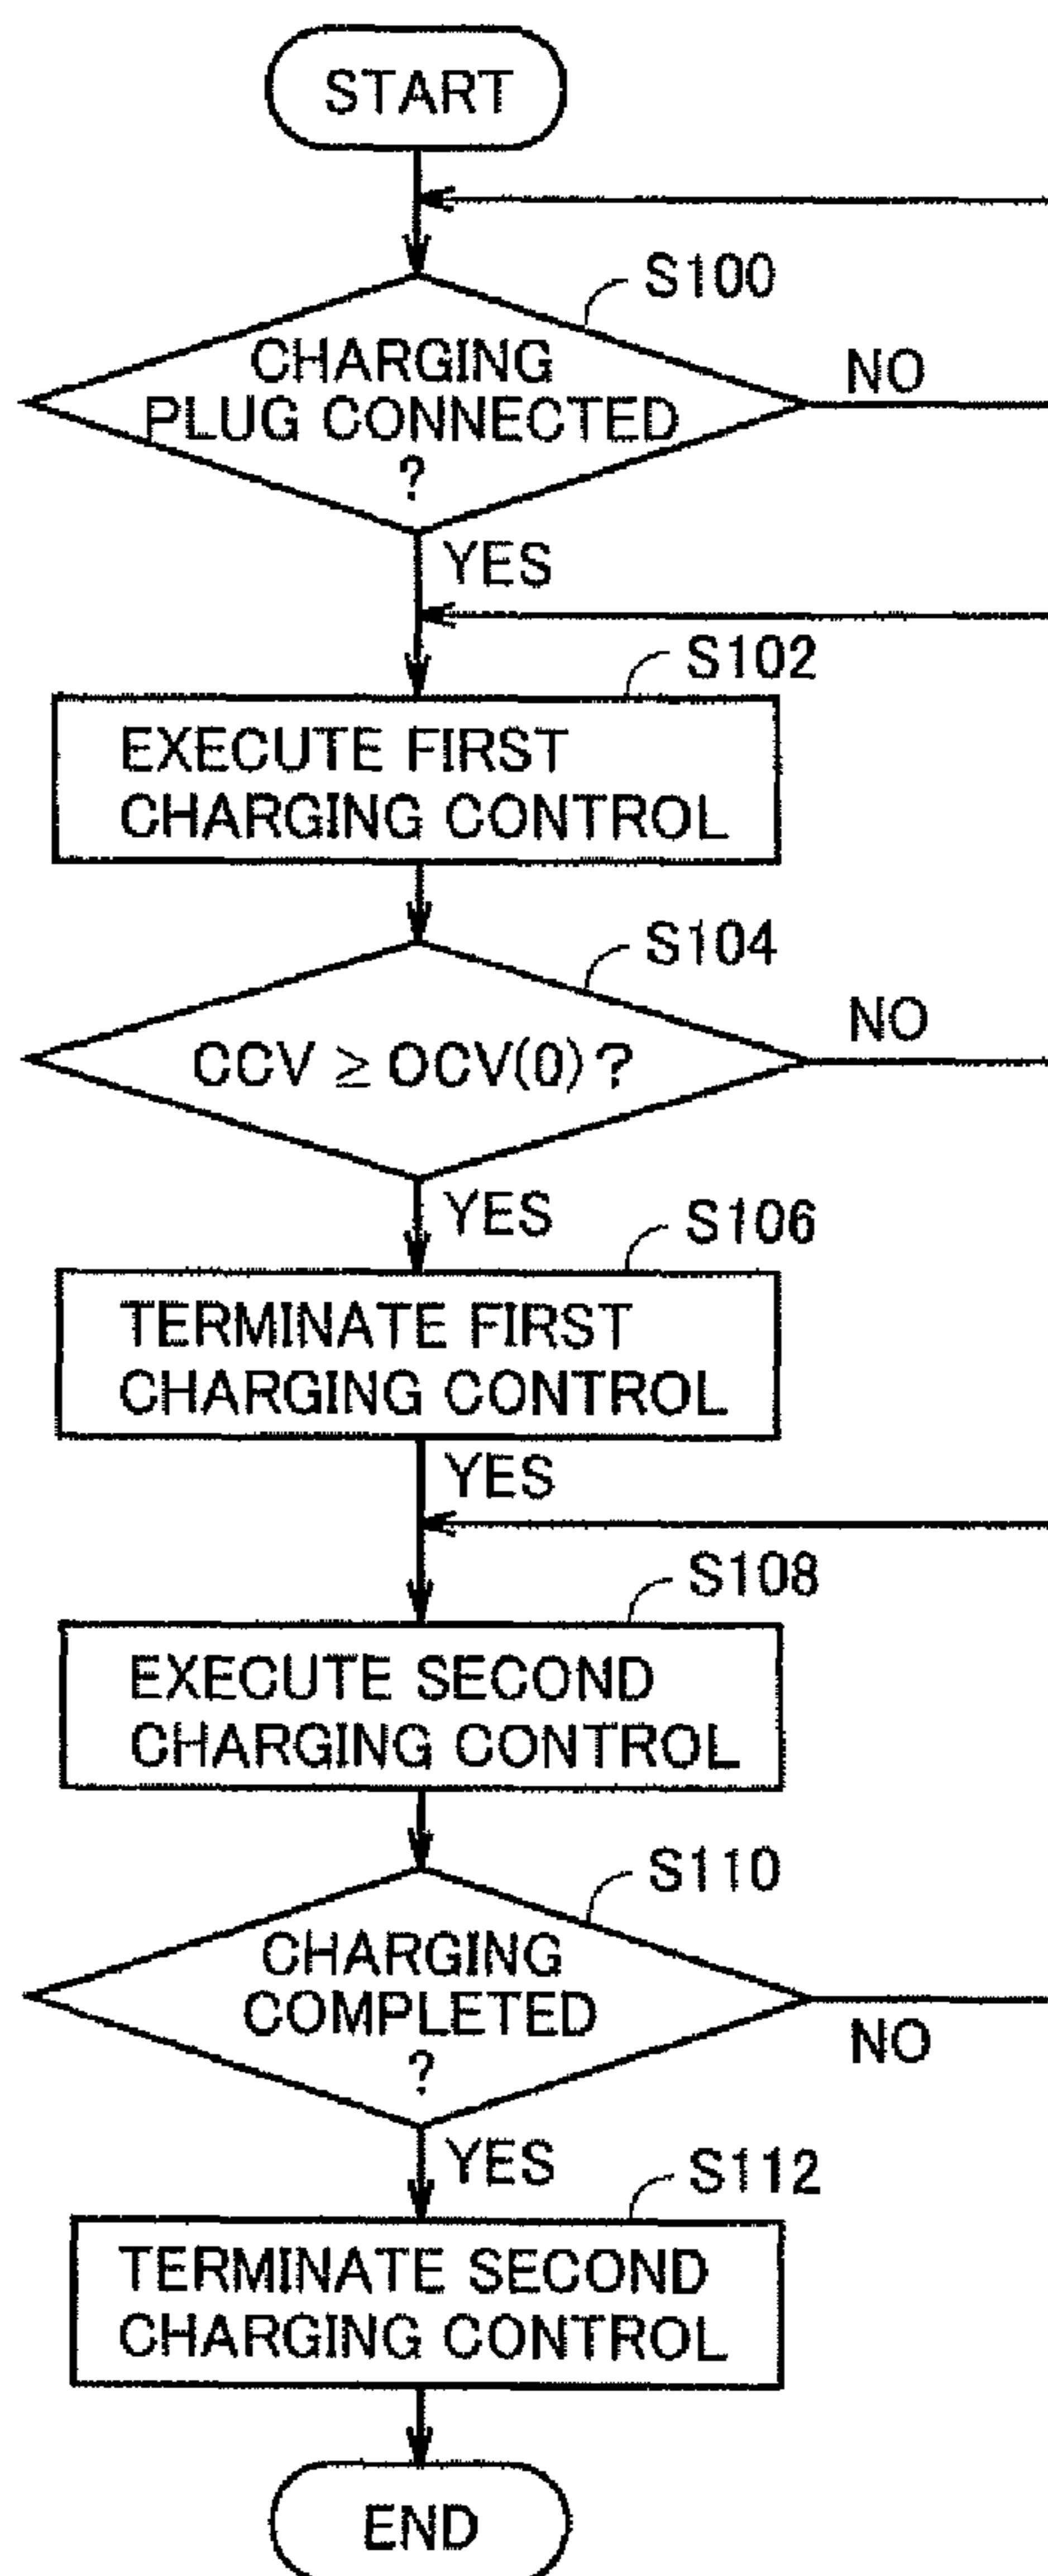 START
S100
CHARGING
PLUG CONNECTED
?
NO
YES
S102
EXECUTE FIRST
CHARGING CONTROL
S104
CCV ≥ OCV(0)?
NO
YES
S106
TERMINATE FIRST
CHARGING CONTROL
YES
S108
EXECUTE SECOND
CHARGING CONTROL
S110
CHARGING
COMPLETED
?
NO
YES
S112
TERMINATE SECOND
CHARGING CONTROL
END